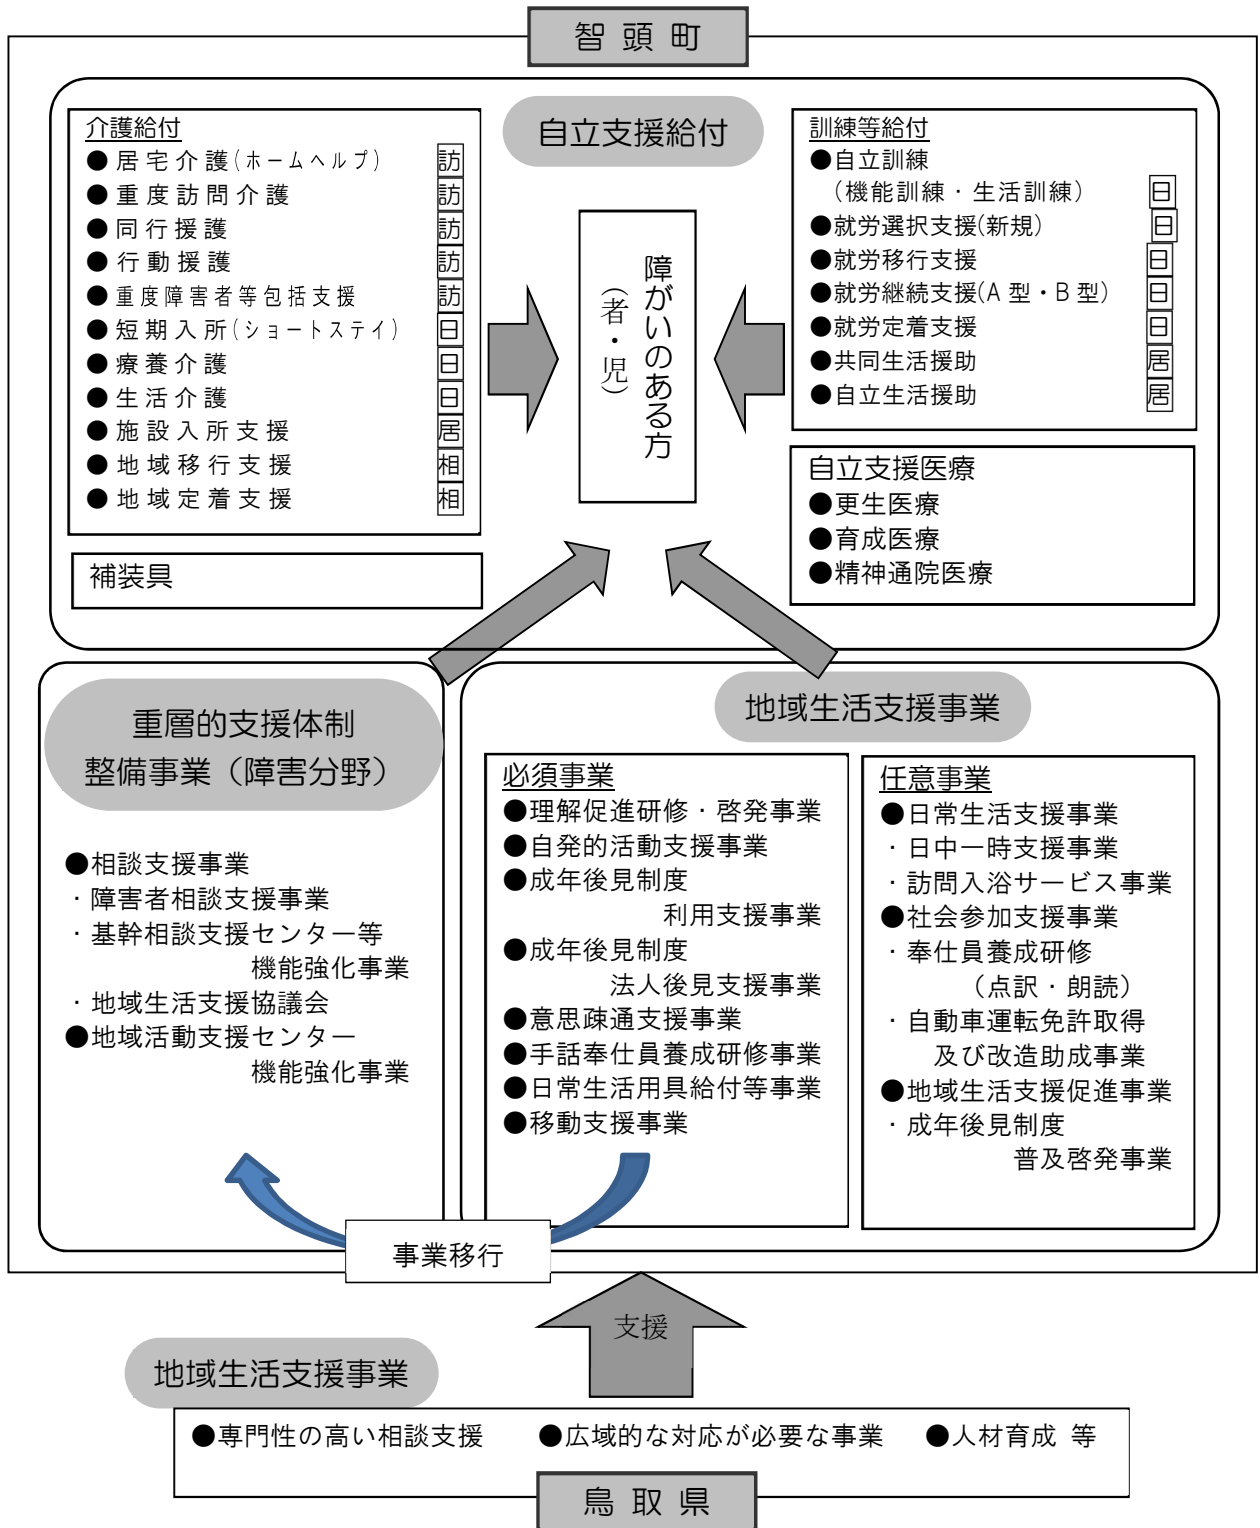 智頭町
自立支援給付
介護給付
●居宅介護(ホームヘルプ) 訪
●重度訪問介護 訪
●同行援護 訪
●行動援護 訪
●重度障害者等包括支援 訪
●短期入所(ショートステイ) 日
●療養介護 日
●生活介護 日
●施設入所支援 居
●地域移行支援 相
●地域定着支援 相
補装具
障がいのある方
(者・児)
訓練等給付
●自立訓練
(機能訓練・生活訓練) 日
●就労選択支援(新規) 日
●就労移行支援 日
●就労継続支援(A型・B型) 日
●就労定着支援 日
●共同生活援助 居
●自立生活援助 居
自立支援医療
●更生医療
●育成医療
●精神通院医療
重層的支援体制
整備事業（障害分野）
●相談支援事業
・障害者相談支援事業
・基幹相談支援センター等
機能強化事業
・地域生活支援協議会
●地域活動支援センター
機能強化事業
地域生活支援事業
必須事業
●理解促進研修・啓発事業
●自発的活動支援事業
●成年後見制度
利用支援事業
●成年後見制度
法人後見支援事業
●意思疎通支援事業
●手話奉仕員養成研修事業
●日常生活用具給付等事業
●移動支援事業
任意事業
●日常生活支援事業
・日中一時支援事業
・訪問入浴サービス事業
●社会参加支援事業
・奉仕員養成研修
（点訳・朗読）
・自動車運転免許取得
及び改造助成事業
●地域生活支援促進事業
・成年後見制度
普及啓発事業
事業移行
支援
地域生活支援事業
●専門性の高い相談支援 ●広域的な対応が必要な事業 ●人材育成 等
鳥取県